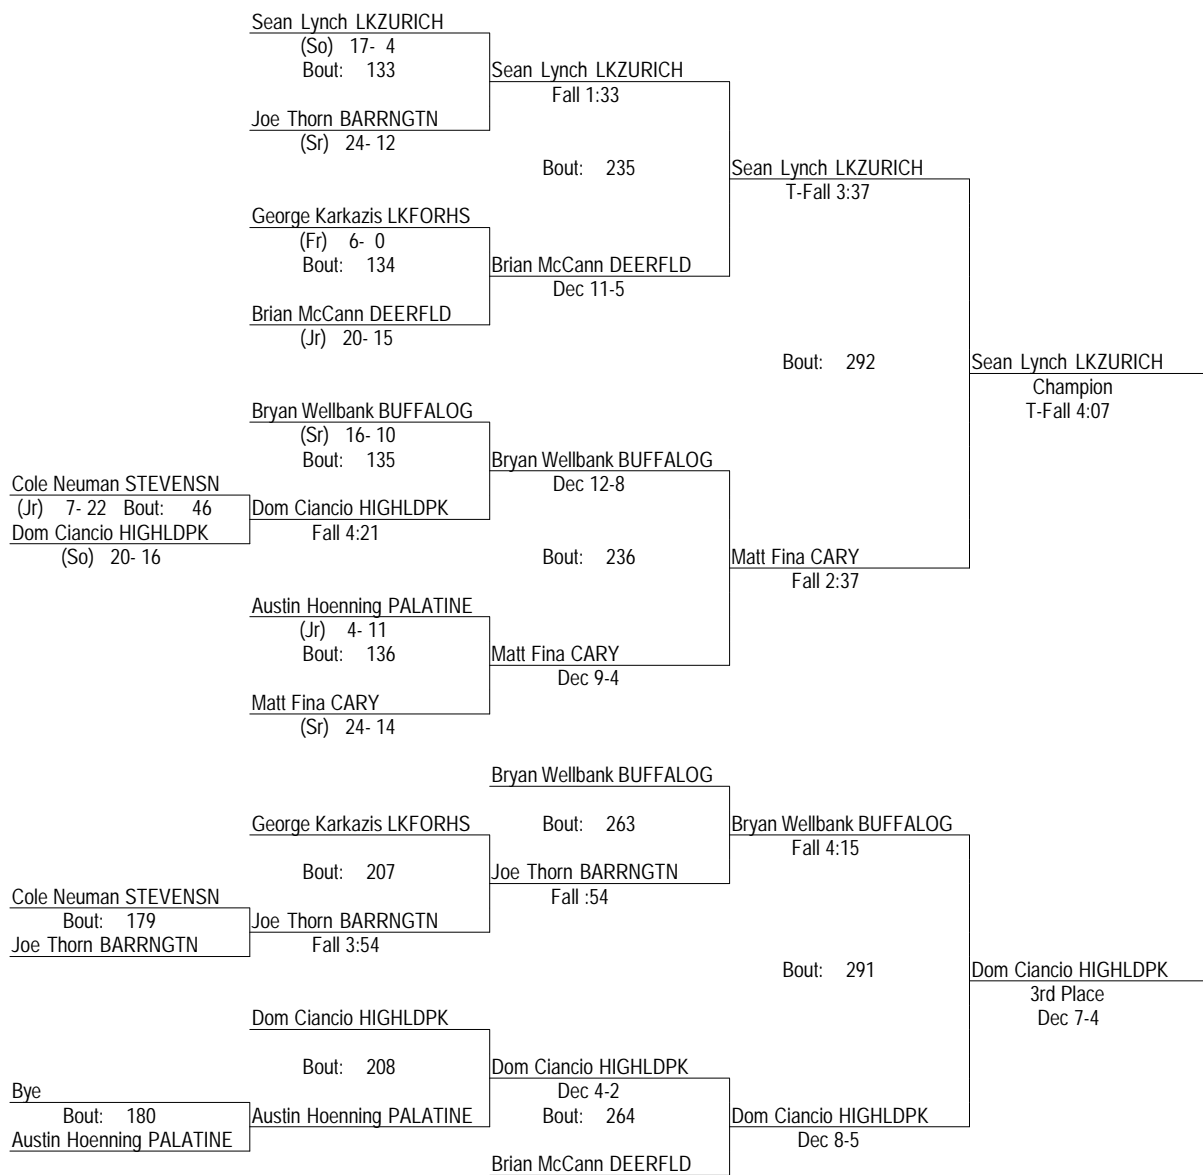 Sean Lynch LKZURICH
(So) 17- 4
Bout: 133
Sean Lynch LKZURICH
Fall 1:33
Joe Thorn BARRNGTN
(Sr) 24- 12
Bout: 235
Sean Lynch LKZURICH
T-Fall 3:37
George Karkazis LKFORHS
(Fr) 6- 0
Bout: 134
Brian McCann DEERFLD
Dec 11-5
Brian McCann DEERFLD
(Jr) 20- 15
Bout: 292
Sean Lynch LKZURICH
Champion
T-Fall 4:07
Bryan Wellbank BUFFALOG
(Sr) 16- 10
Bout: 135
Bryan Wellbank BUFFALOG
Dec 12-8
Cole Neuman STEVENSN
(Jr) 7- 22 Bout: 46
Dom Ciancio HIGHLDPK
(So) 20- 16
Dom Ciancio HIGHLDPK
Fall 4:21
Bout: 236
Matt Fina CARY
Fall 2:37
Austin Hoenning PALATINE
(Jr) 4- 11
Bout: 136
Matt Fina CARY
Dec 9-4
Matt Fina CARY
(Sr) 24- 14
Bryan Wellbank BUFFALOG
George Karkazis LKFORHS
Bout: 263
Bryan Wellbank BUFFALOG
Fall 4:15
Bout: 207
Joe Thorn BARRNGTN
Fall :54
Cole Neuman STEVENSN
Bout: 179
Joe Thorn BARRNGTN
Joe Thorn BARRNGTN
Fall 3:54
Bout: 291
Dom Ciancio HIGHLDPK
3rd Place
Dec 7-4
Dom Ciancio HIGHLDPK
Bout: 208
Dom Ciancio HIGHLDPK
Dec 4-2
Bye
Bout: 180
Austin Hoenning PALATINE
Austin Hoenning PALATINE
Bout: 264
Dom Ciancio HIGHLDPK
Dec 8-5
Brian McCann DEERFLD